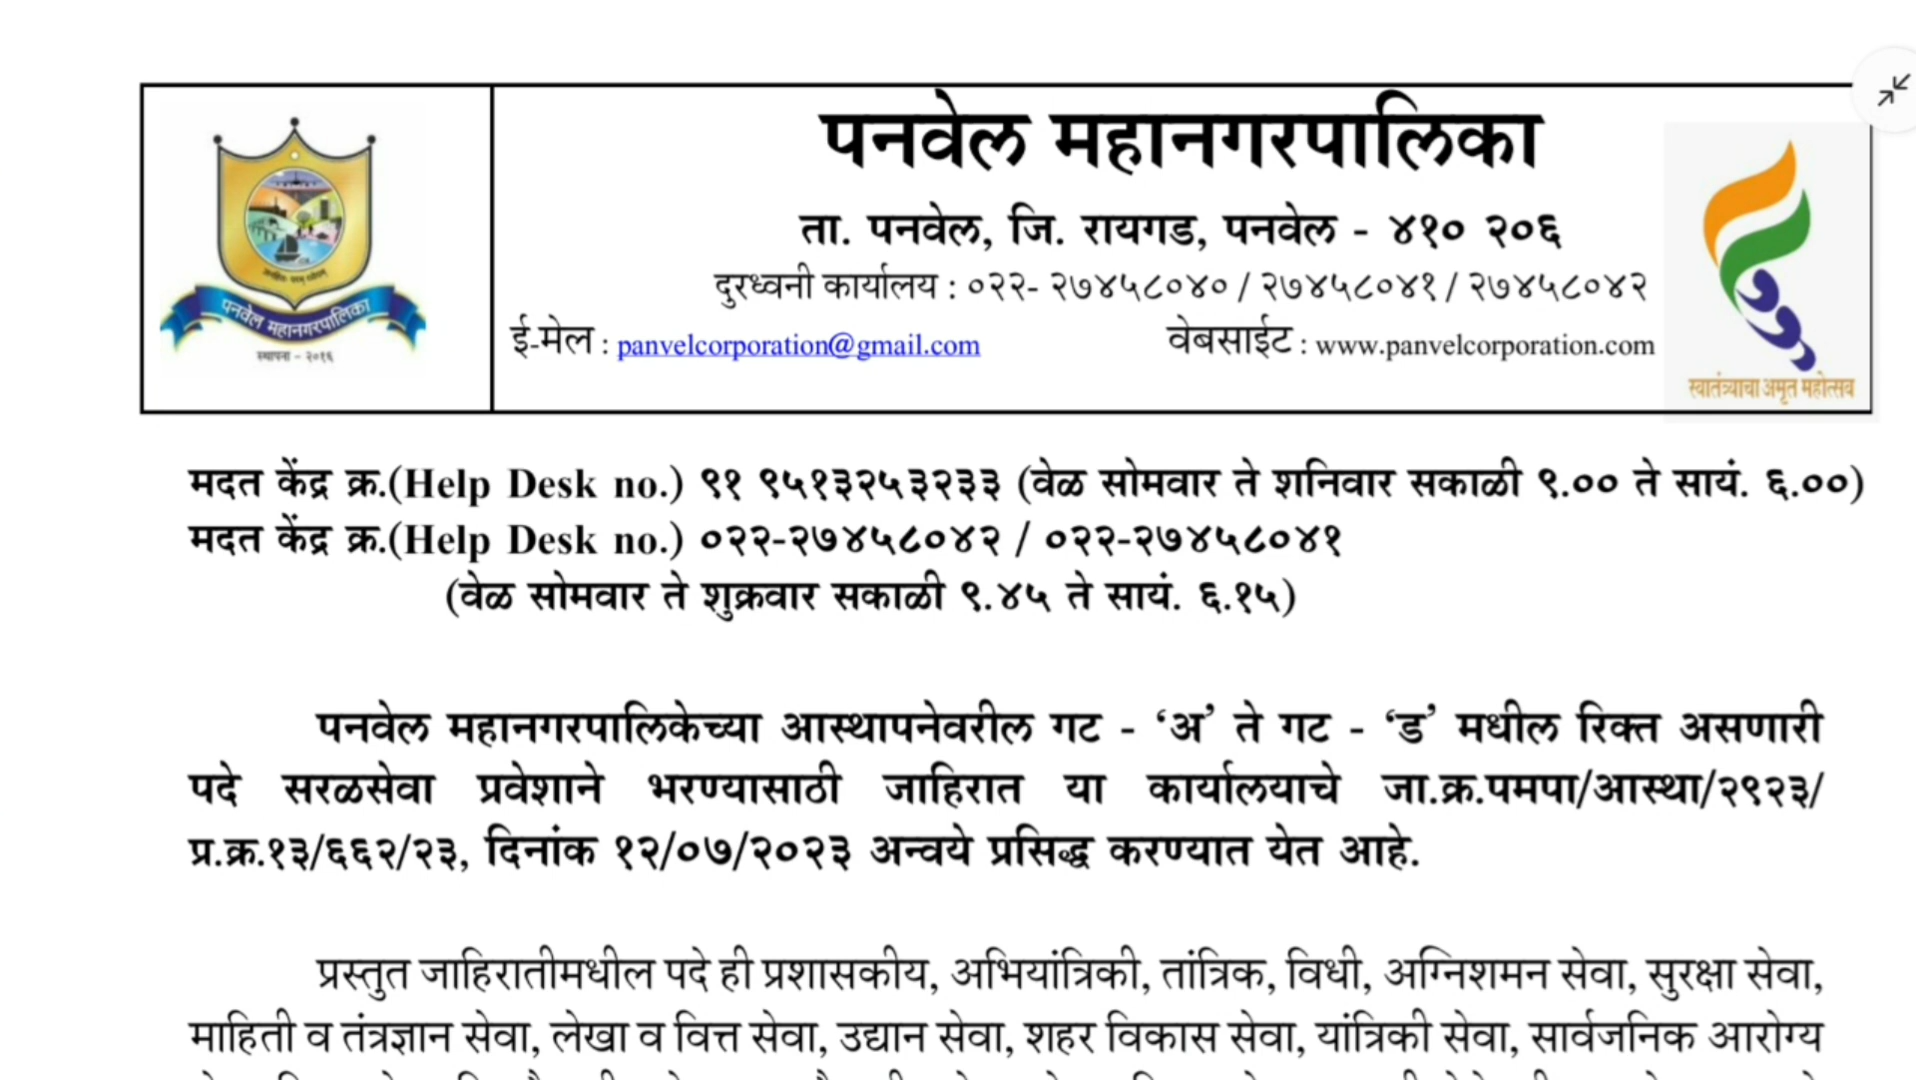 पनवेल महानगरपालिका
ता. पनवेल, जि. रायगड, पनवेल - ४१० २०६
दुरध्वनी कार्यालय : ०२२- २७४५८०४० / २७४५८०४१ / २७४५८०४२
ई-मेल : panvelcorporation@gmail.com वेबसाईट : www.panvelcorporation.com
पनवेल महानगरपालिका
स्थापना - २०१६
स्वातंत्र्याचा अमृत महोत्सव
मदत केंद्र क्र.(Help Desk no.) ९१ ९५१३२५३२३३ (वेळ सोमवार ते शनिवार सकाळी ९.०० ते सायं. ६.००)
मदत केंद्र क्र.(Help Desk no.) ०२२-२७४५८०४२ / ०२२-२७४५८०४१
(वेळ सोमवार ते शुक्रवार सकाळी ९.४५ ते सायं. ६.१५)
पनवेल महानगरपालिकेच्या आस्थापनेवरील गट - ‘अ’ ते गट - ‘ड’ मधील रिक्त असणारी
पदे सरळसेवा प्रवेशाने भरण्यासाठी जाहिरात या कार्यालयाचे जा.क्र.पमपा/आस्था/२९२३/
प्र.क्र.१३/६६२/२३, दिनांक १२/०७/२०२३ अन्वये प्रसिद्ध करण्यात येत आहे.
प्रस्तुत जाहिरातीमधील पदे ही प्रशासकीय, अभियांत्रिकी, तांत्रिक, विधी, अग्निशमन सेवा, सुरक्षा सेवा,
माहिती व तंत्रज्ञान सेवा, लेखा व वित्त सेवा, उद्यान सेवा, शहर विकास सेवा, यांत्रिकी सेवा, सार्वजनिक आरोग्य